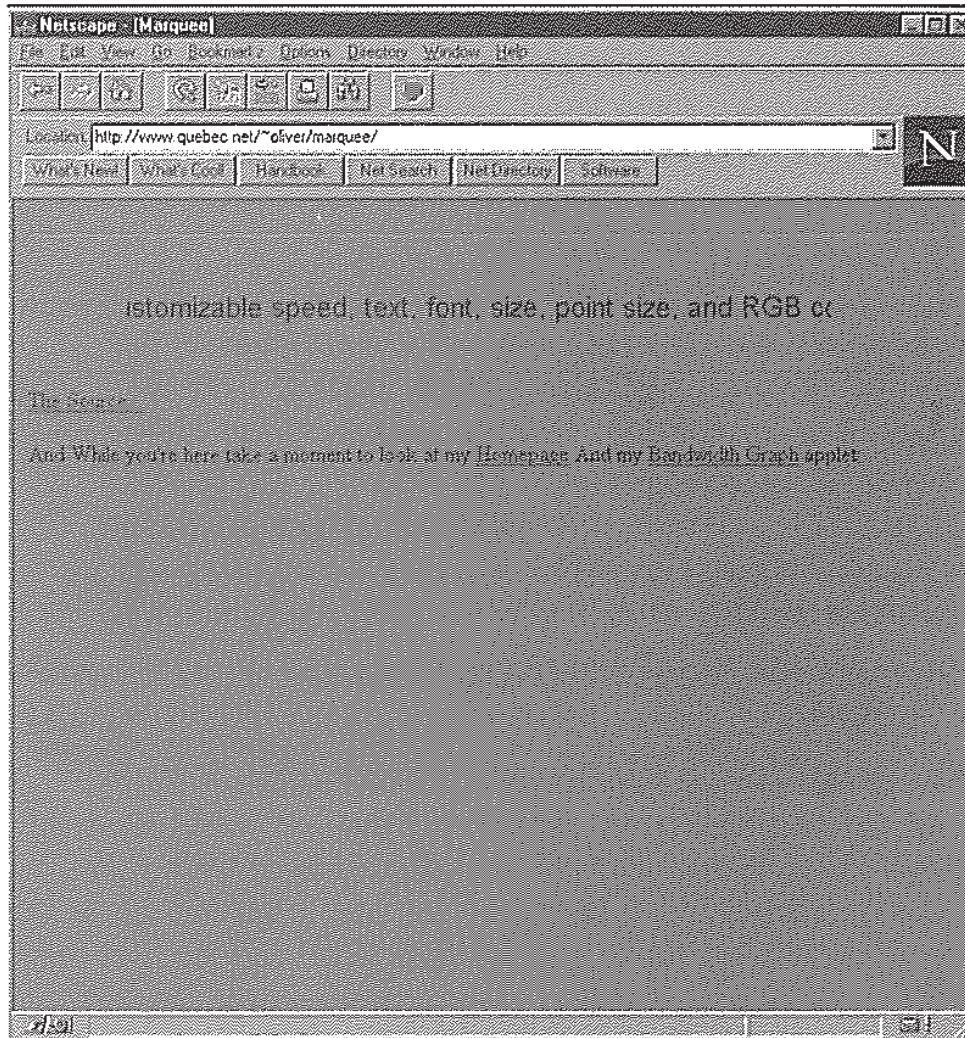 Netscape - [Marquee]
File Edit View Go Bookmarks Options Directory Window Help
Location: http://www.quebec.net/~oliver/marquee/
What's New! What's Cool! Handbook Net Search Net Directory Software
N
ustomizable speed, text, font, size, point size, and RGB co
The Source...
And While you're here take a moment to look at my Homepage And my Bandwidth Graph applet